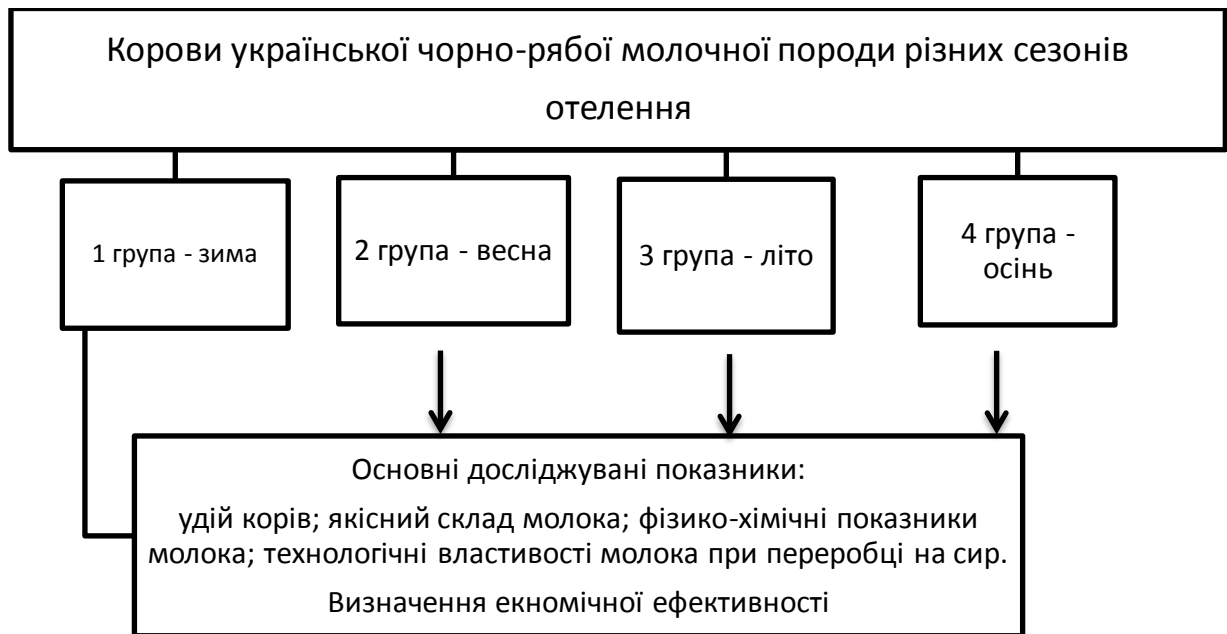 Корови української чорно-рябої молочної породи різних сезонів
отелення
1 група - зима
2 група - весна
3 група - літо
4 група -
осінь
Основні досліджувані показники:
удій корів; якісний склад молока; фізико-хімічні показники
молока; технологічні властивості молока при переробці на сир.
Визначення екномічної ефективності